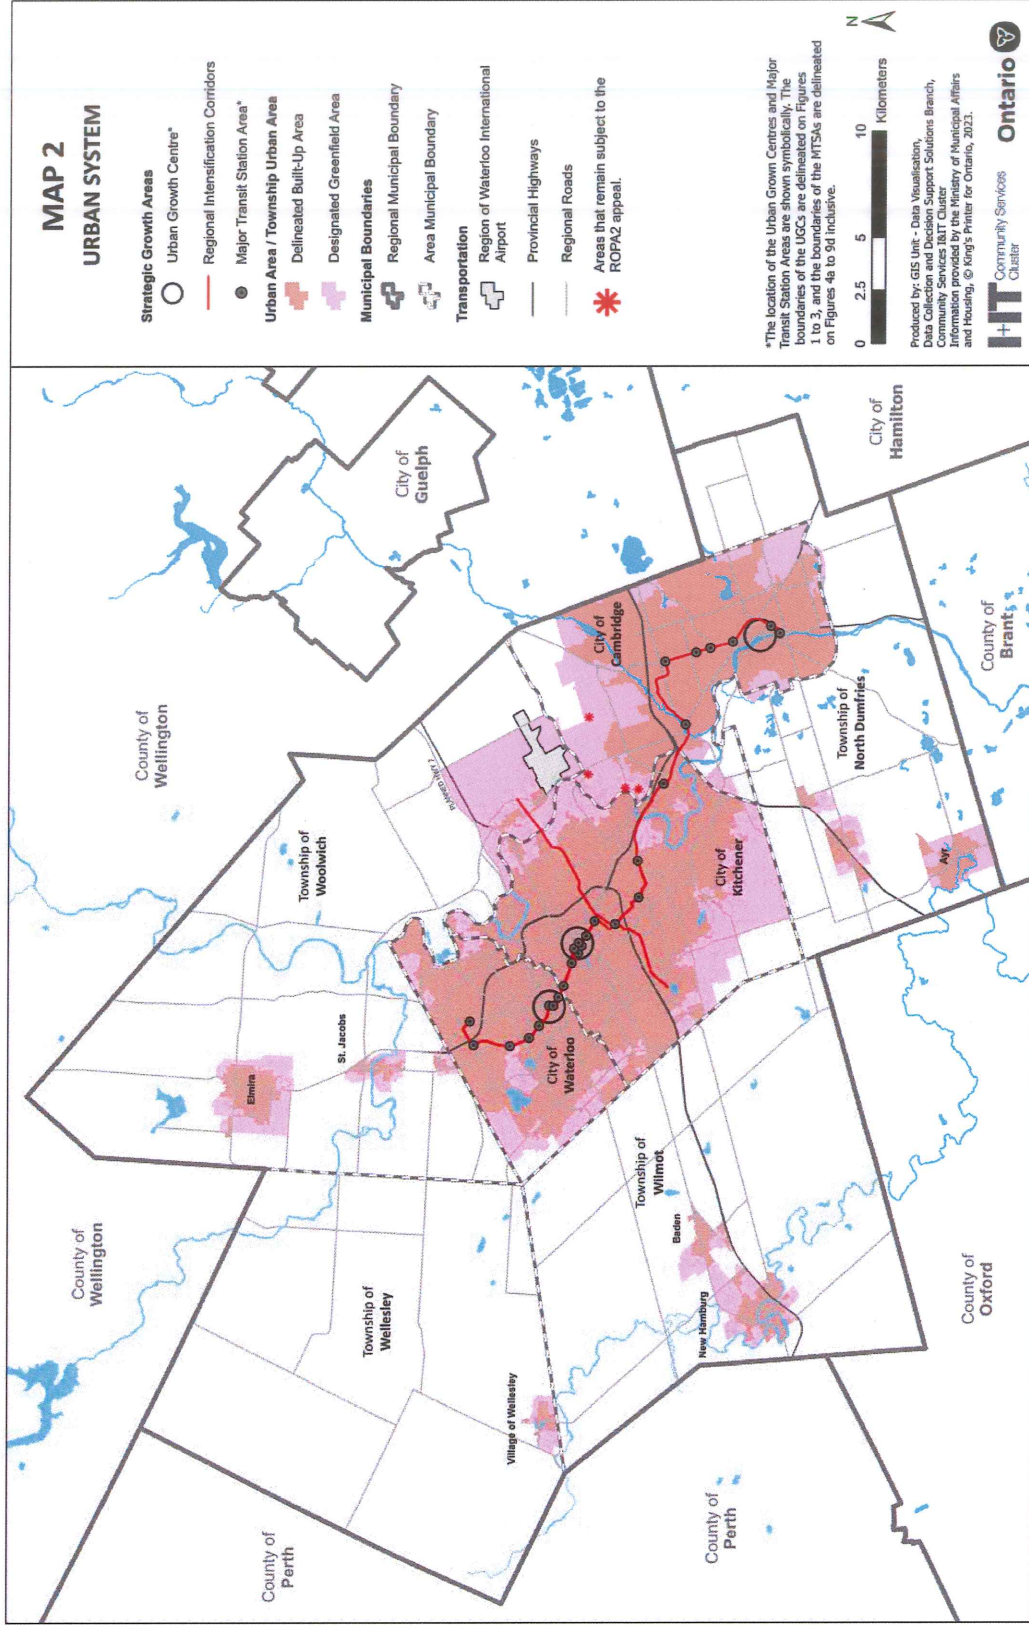 MAP 2
URBAN SYSTEM
Strategic Growth Areas
Urban Growth Centre*
Regional Intensification Corridors
Major Transit Station Area*
Urban Area / Township Urban Area
Delineated Built-Up Area
Designated Greenfield Area
Municipal Boundaries
Regional Municipal Boundary
Area Municipal Boundary
Transportation
Region of Waterloo International
Airport
Provincial Highways
Regional Roads
Areas that remain subject to the
ROPA2 appeal.
*The location of the Urban Grown Centres and Major
Transit Station Areas are shown symbolically. The
boundaries of the UGCs are delineated on Figures
1 to 3, and the boundaries of the MTSAs are delineated
on Figures 4a to 9d inclusive.
N
0 2.5 5 10
Kilometers
Produced by: GIS Unit - Data Visualisation,
Data Collection and Decision Support Solutions Branch,
Community Services I&IT Cluster
Information provided by the Ministry of Municipal Affairs
and Housing, © King's Printer for Ontario, 2023.
I+IT Community Services
Cluster
Ontario
County of
Perth
County of
Wellington
Township of
Wellesley
Village of Wellesley
Elmira
St. Jacobs
Township of
Woolwich
County of
Wellington
City of
Guelph
PLANNED HWY 7
City of
Waterloo
City of
Kitchener
City of
Cambridge
Township of
Wilmot
Baden
New Hamburg
County of
Perth
County of
Oxford
Township of
North Dumfries
Ayr
County of
Brant
City of
Hamilton